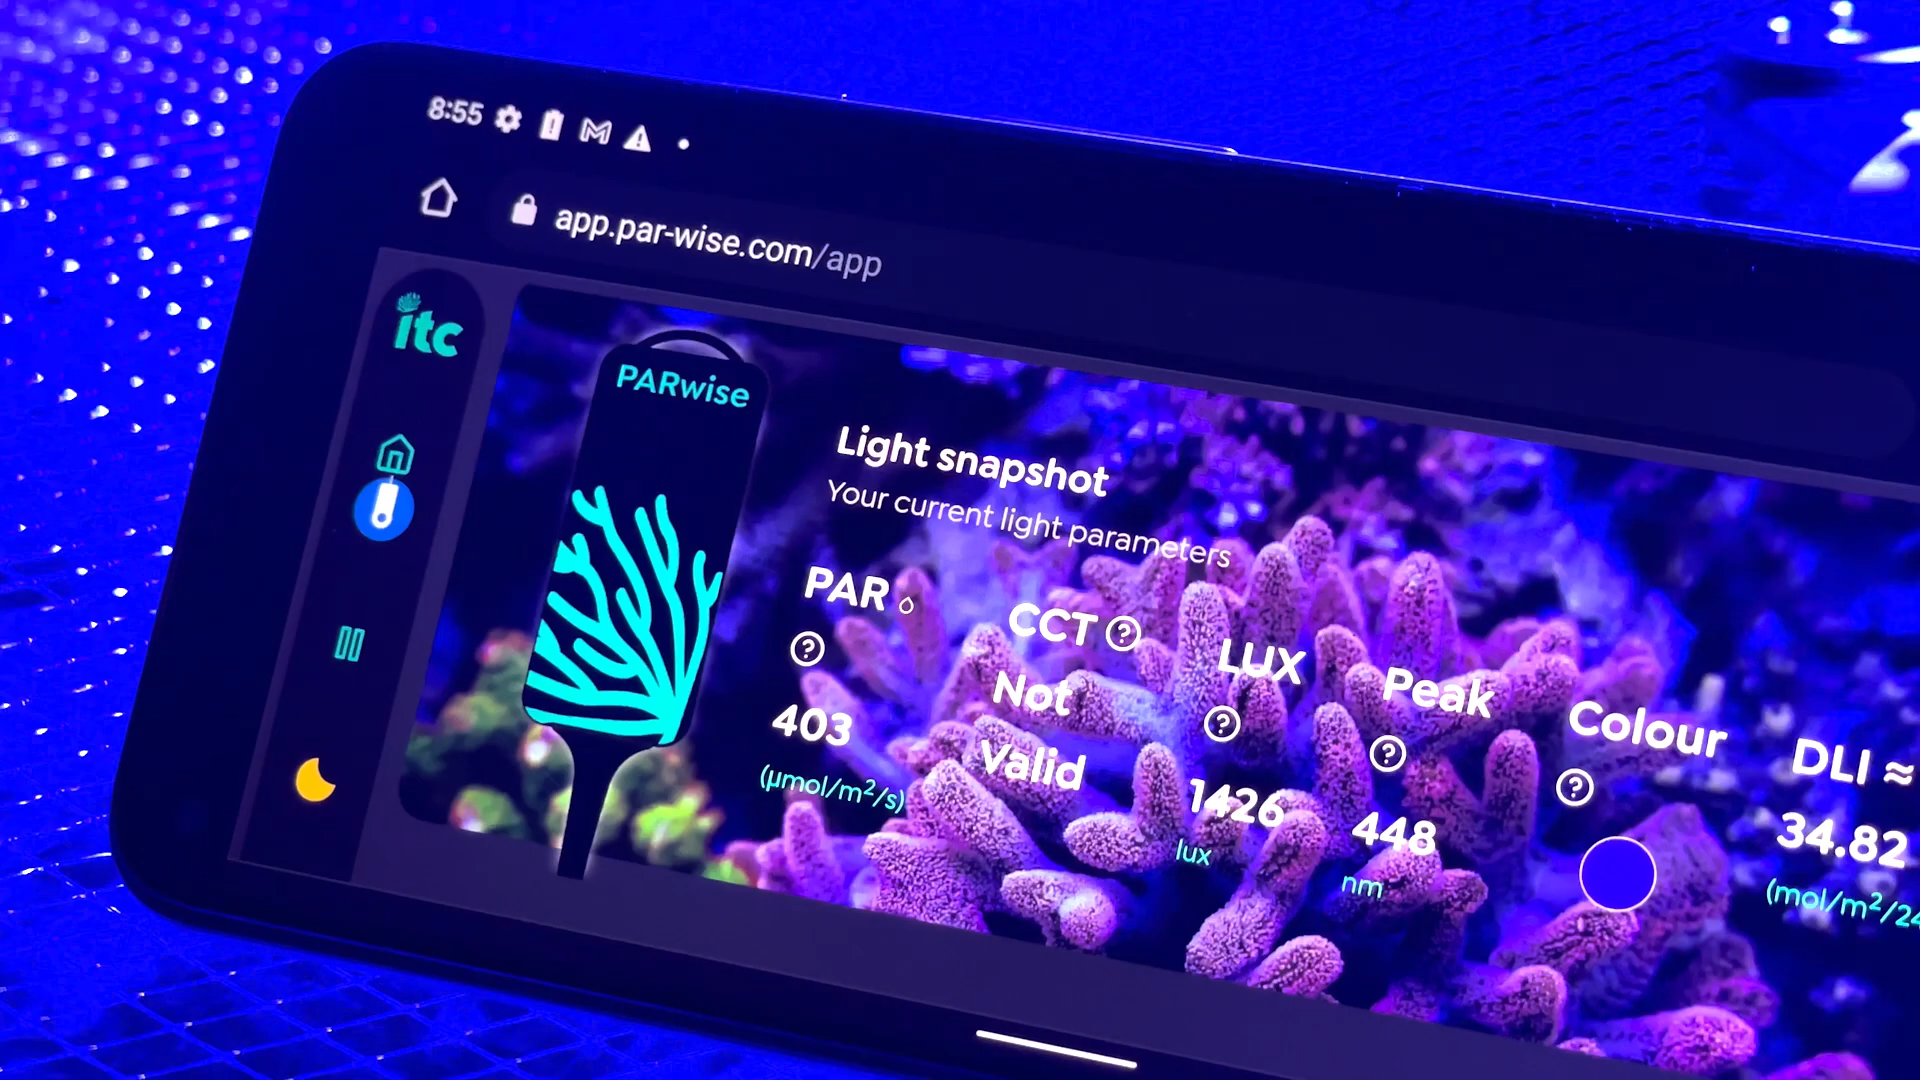 8:55
app.par-wise.com/app
itc
PARwise
Light snapshot
Your current light parameters
PAR
403
(μmol/m²/s)
CCT
Not
Valid
LUX
1426
lux
Peak
448
nm
Colour
DLI ≈
34.82
(mol/m²/24